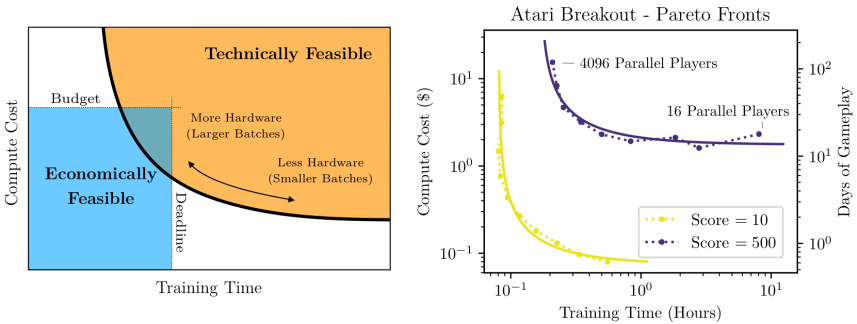 Technically Feasible
Budget
More Hardware
(Larger Batches)
Less Hardware
(Smaller Batches)
Economically
Feasible
Deadline
Compute Cost
Training Time
Atari Breakout - Pareto Fronts
4096 Parallel Players
16 Parallel Players
Score = 10
Score = 500
10¹
10⁰
10⁻¹
Compute Cost ($)
10²
10¹
10⁰
Days of Gameplay
10⁻¹
10⁰
10¹
Training Time (Hours)